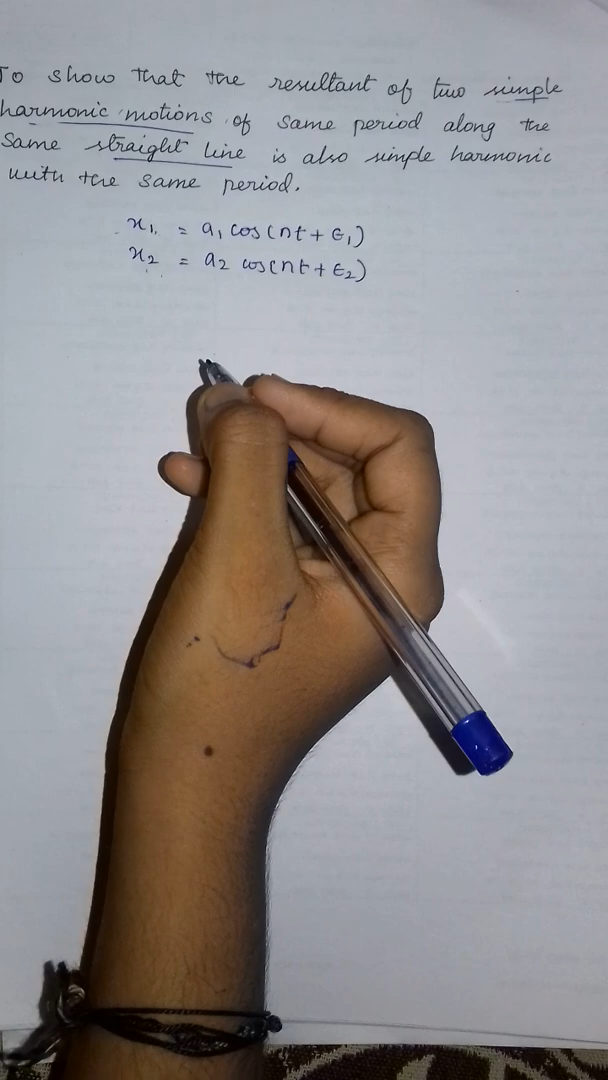 To show that the resultant of two simple
harmonic motions of same period along the
Same straight line is also simple harmonic
with the same period.
x₁ = a₁ cos(nt + ϵ₁)
x₂ = a₂ cos(nt + ϵ₂)